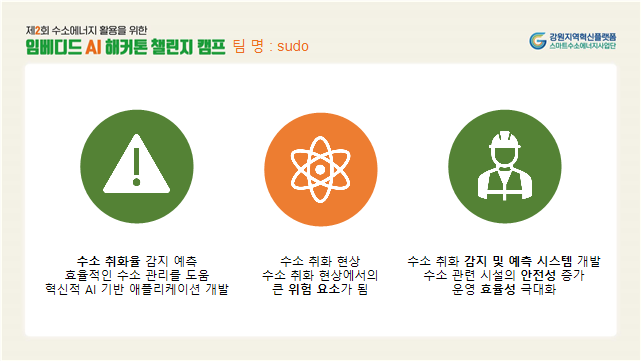 제2회 수소에너지 활용을 위한
임베디드 AI 해커톤 챌린지 캠프 팀 명 : sudo
강원지역혁신플랫폼
스마트수소에너지사업단
수소 취화율 감지 예측
효율적인 수소 관리를 도움
혁신적 AI 기반 애플리케이션 개발
수소 취화 현상
수소 취화 현상에서의
큰 위험 요소가 됨
수소 취화 감지 및 예측 시스템 개발
수소 관련 시설의 안전성 증가
운영 효율성 극대화